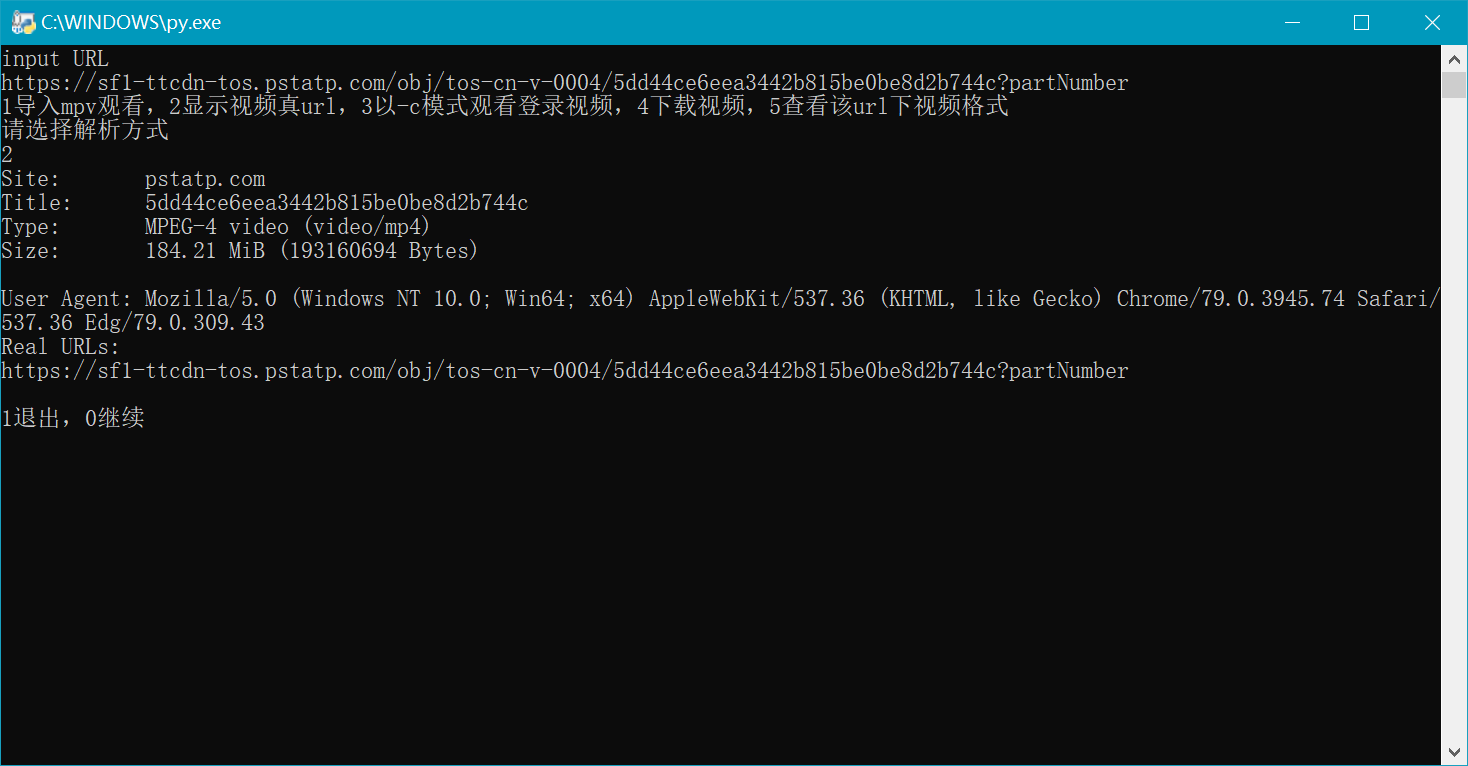 C:\WINDOWS\py.exe
input URL
https://sf1-ttcdn-tos.pstatp.com/obj/tos-cn-v-0004/5dd44ce6eea3442b815be0be8d2b744c?partNumber
1导入mpv观看，2显示视频真url，3以-c模式观看登录视频，4下载视频，5查看该url下视频格式
请选择解析方式
2
Site:       pstatp.com
Title:      5dd44ce6eea3442b815be0be8d2b744c
Type:       MPEG-4 video (video/mp4)
Size:       184.21 MiB (193160694 Bytes)
User Agent: Mozilla/5.0 (Windows NT 10.0; Win64; x64) AppleWebKit/537.36 (KHTML, like Gecko) Chrome/79.0.3945.74 Safari/
537.36 Edg/79.0.309.43
Real URLs:
https://sf1-ttcdn-tos.pstatp.com/obj/tos-cn-v-0004/5dd44ce6eea3442b815be0be8d2b744c?partNumber
1退出，0继续